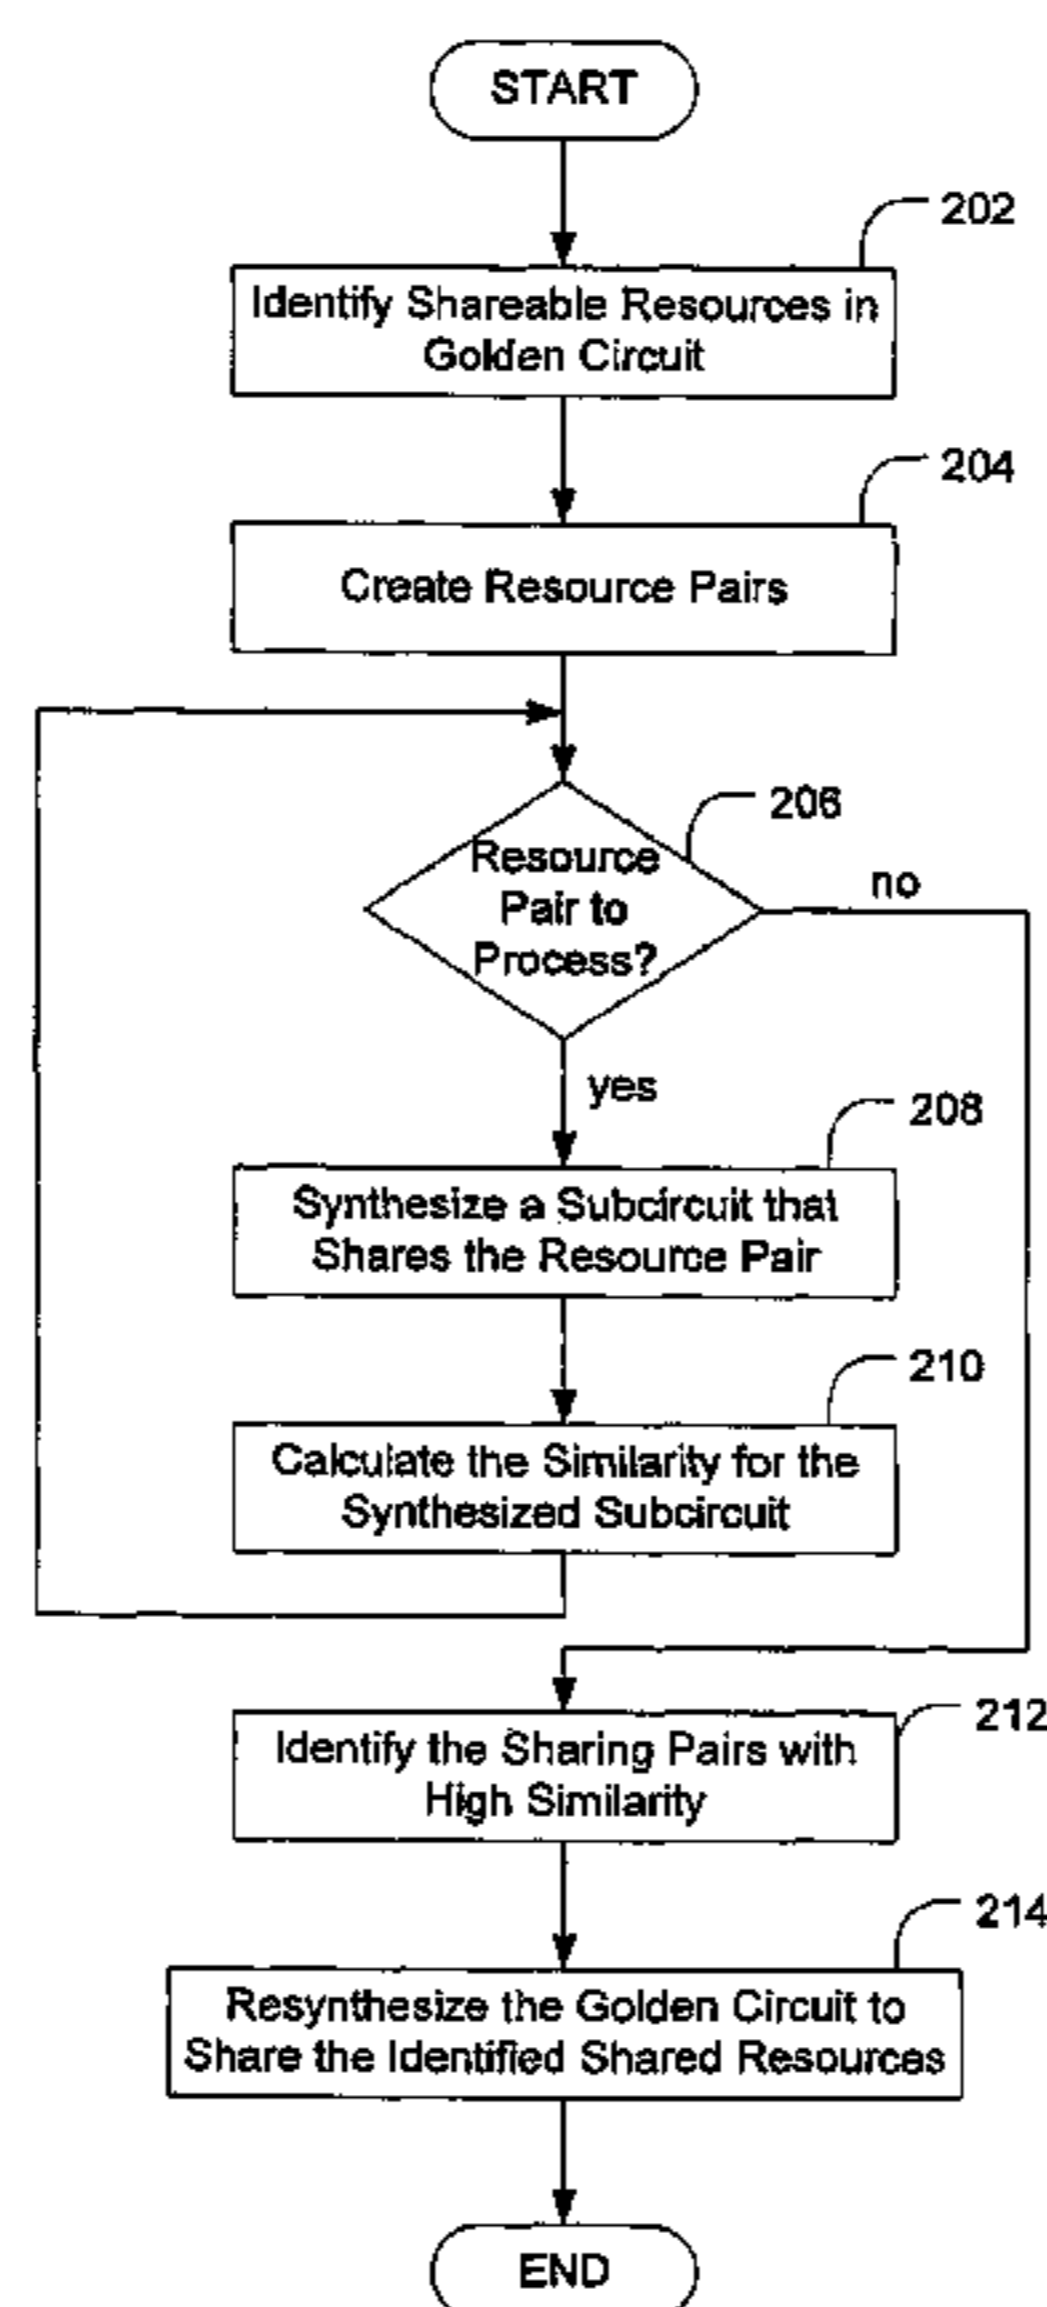 START
202
Identify Shareable Resources in
Golden Circuit
204
Create Resource Pairs
206
Resource
Pair to
Process?
no
yes
208
Synthesize a Subcircuit that
Shares the Resource Pair
210
Calculate the Similarity for the
Synthesized Subcircuit
212
Identify the Sharing Pairs with
High Similarity
214
Resynthesize the Golden Circuit to
Share the Identified Shared Resources
END